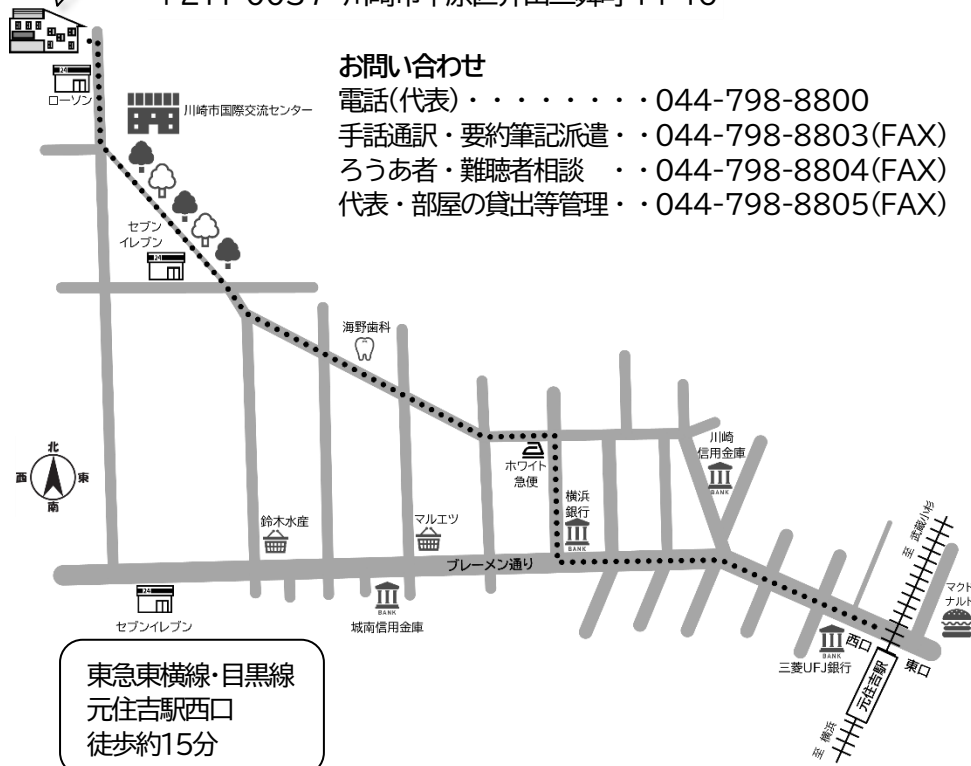 お問い合わせ
電話(代表)・・・・・・・・044-798-8800
手話通訳・要約筆記派遣・・044-798-8803(FAX)
ろうあ者・難聴者相談　・・044-798-8804(FAX)
代表・部屋の貸出等管理・・044-798-8805(FAX)
ローソン
川崎市国際交流センター
セブン
イレブン
海野歯科
北
西
東
南
川崎
信用金庫
BANK
ホワイト
急便
横浜
銀行
BANK
鈴木水産
マルエツ
ブレーメン通り
至 武蔵小杉
マクド
ナルド
セブンイレブン
BANK
城南信用金庫
BANK
三菱UFJ銀行
西口
東口
元住吉駅
至 横浜
東急東横線・目黒線
元住吉駅西口
徒歩約15分